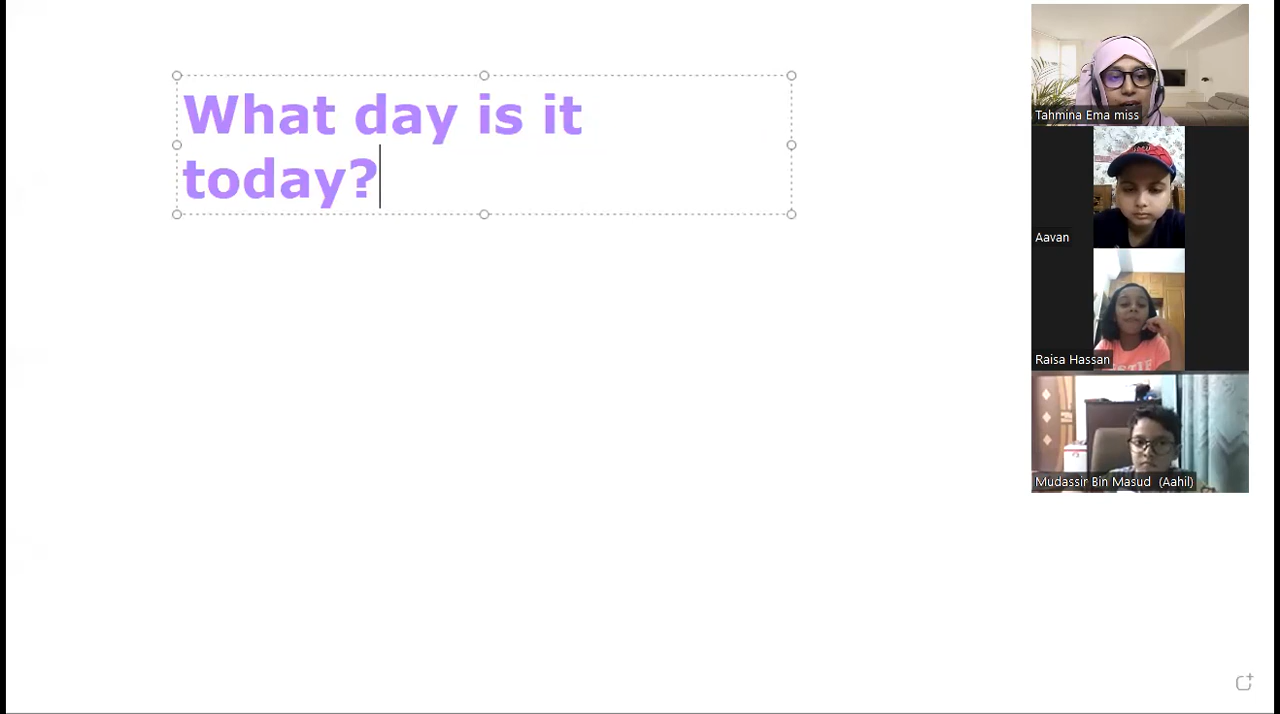 What day is it
today?
Tahmina Ema miss
Aavan
Raisa Hassan
Mudassir Bin Masud (Aahil)